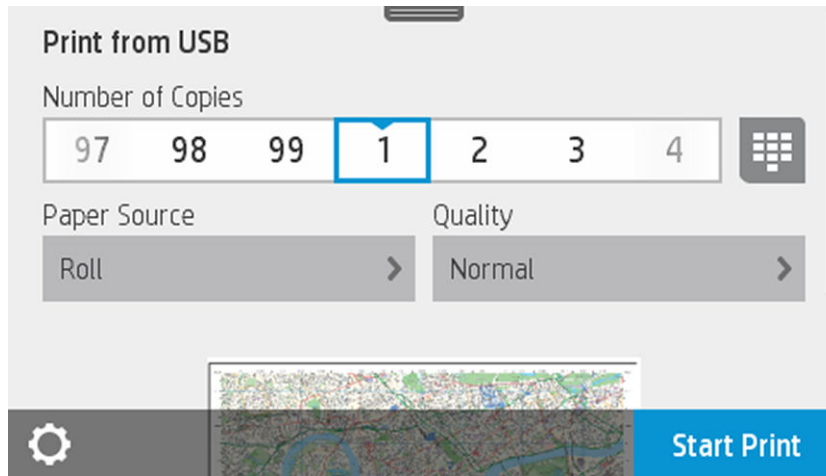 Print from USB
Number of Copies
97 98 99 1 2 3 4
Paper Source Quality
Roll Normal
Start Print